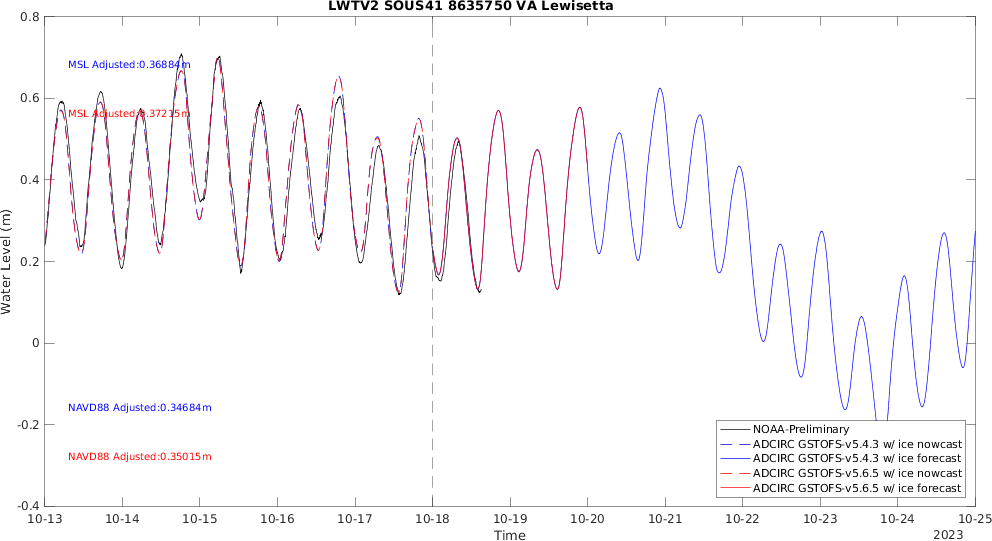 LWTV2 SOUS41 8635750 VA Lewisetta
0.8
0.6
0.4
0.2
0
-0.2
-0.4
Water Level (m)
MSL Adjusted:0.36884m
MSL Adjusted:0.37215m
NAVD88 Adjusted:0.34684m
NAVD88 Adjusted:0.35015m
NOAA-Preliminary
ADCIRC GSTOFS-v5.4.3 w/ ice nowcast
ADCIRC GSTOFS-v5.4.3 w/ ice forecast
ADCIRC GSTOFS-v5.6.5 w/ ice nowcast
ADCIRC GSTOFS-v5.6.5 w/ ice forecast
10-13 10-14 10-15 10-16 10-17 10-18 10-19 10-20 10-21 10-22 10-23 10-24 10-25
Time
2023